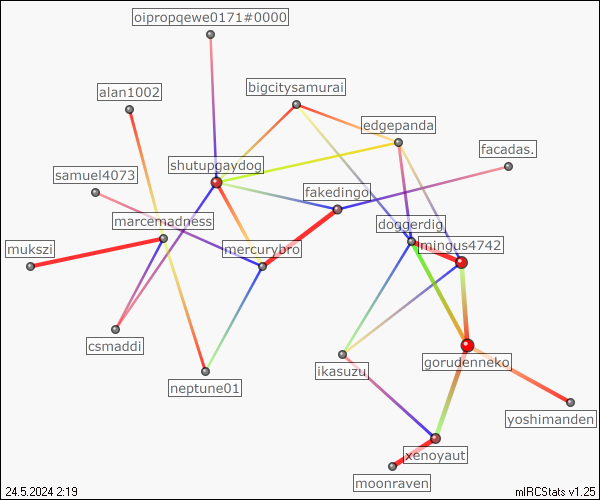 oipropqewe0171#0000
bigcitysamurai
alan1002
edgepanda
facadas.
shutupgaydog
samuel4073
fakedingo
marcemadness
doggerdig
mukszi
mercurybro
mingus4742
csmaddi
gorudenneko
ikasuzu
neptune01
yoshimanden
xenoyaut
moonraven
24.5.2024 2:19
mIRCStats v1.25